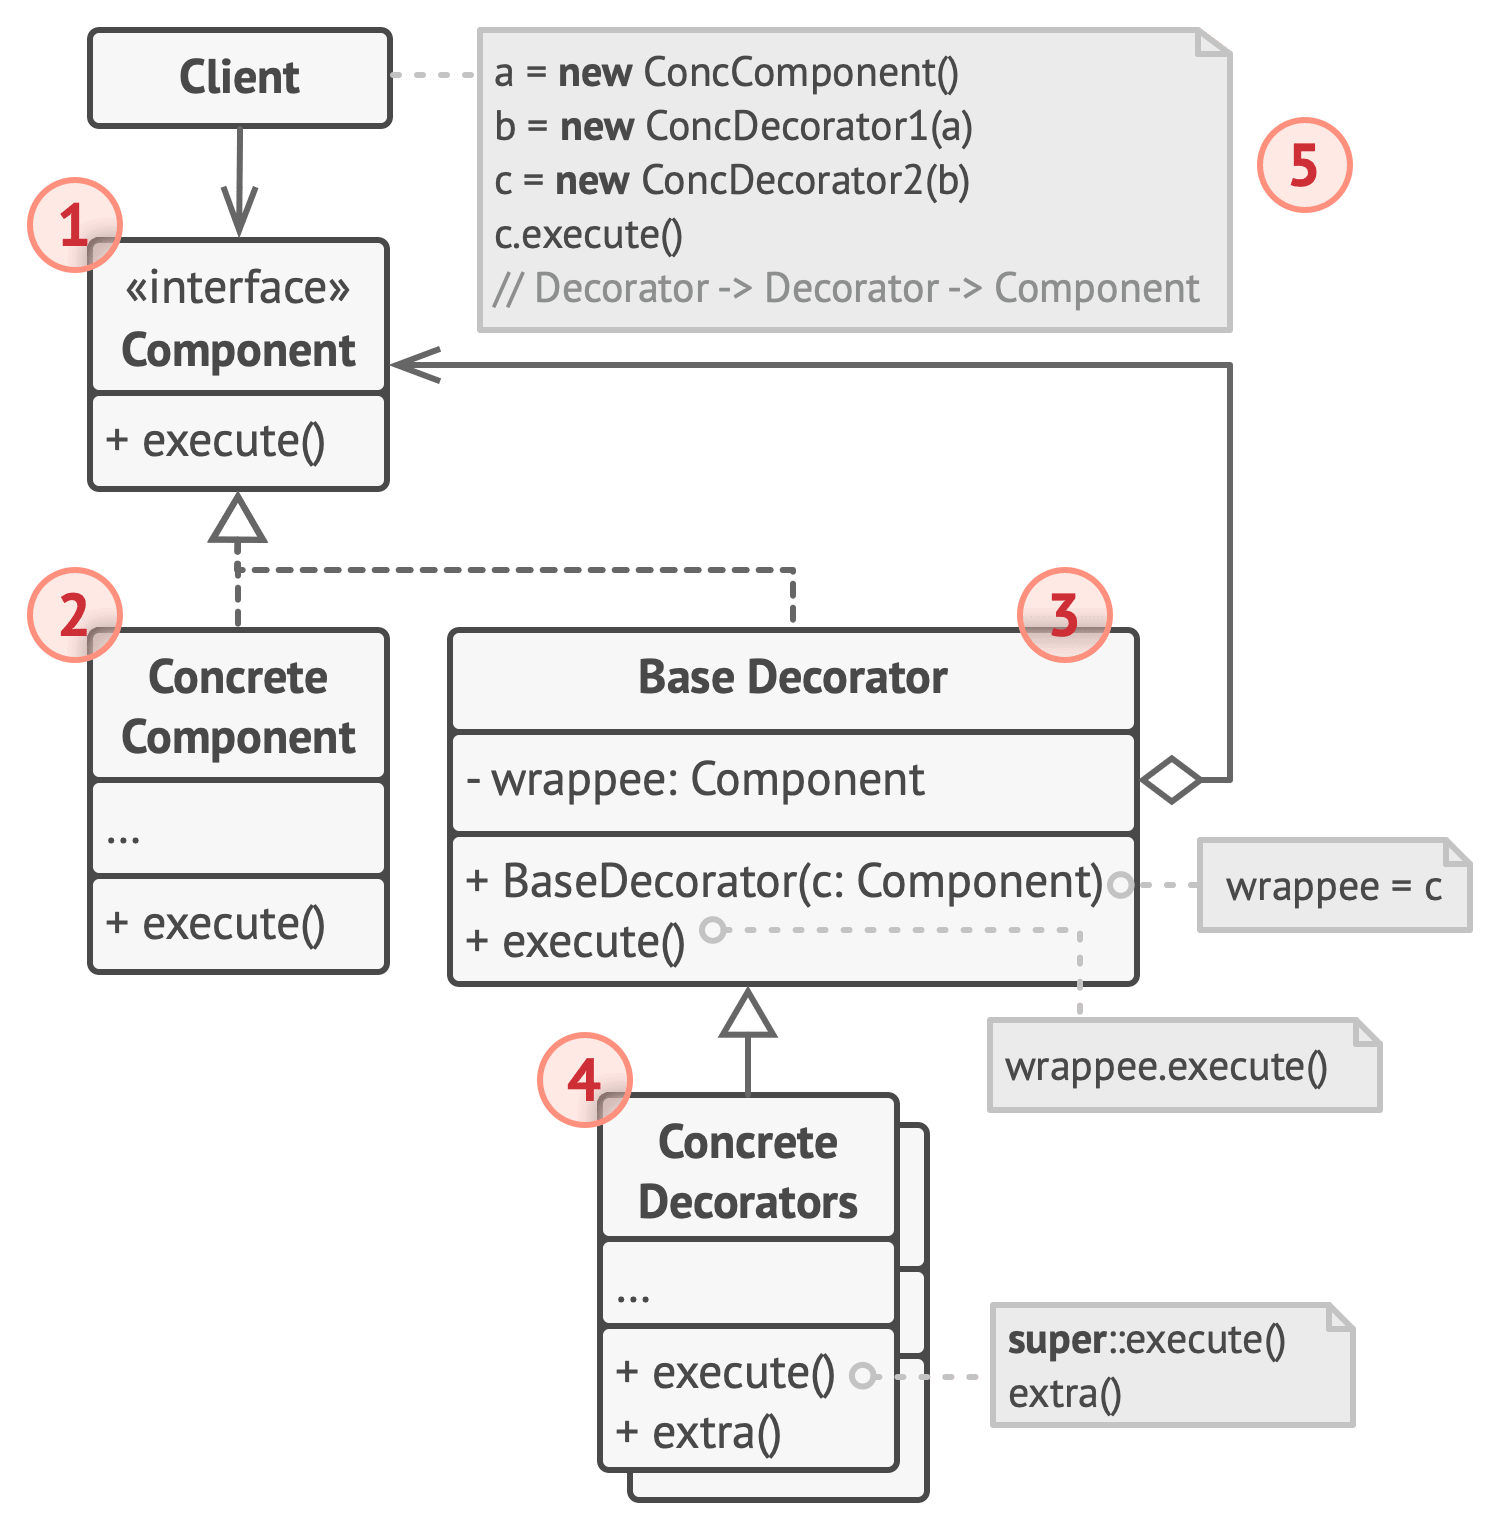 Client
a = new ConcComponent()
b = new ConcDecorator1(a)
c = new ConcDecorator2(b)
c.execute()
// Decorator -> Decorator -> Component
5
1
«interface»
Component
+ execute()
2
Concrete
Component
...
+ execute()
3
Base Decorator
- wrappee: Component
+ BaseDecorator(c: Component)
+ execute()
wrappee = c
wrappee.execute()
4
Concrete
Decorators
...
+ execute()
+ extra()
super::execute()
extra()